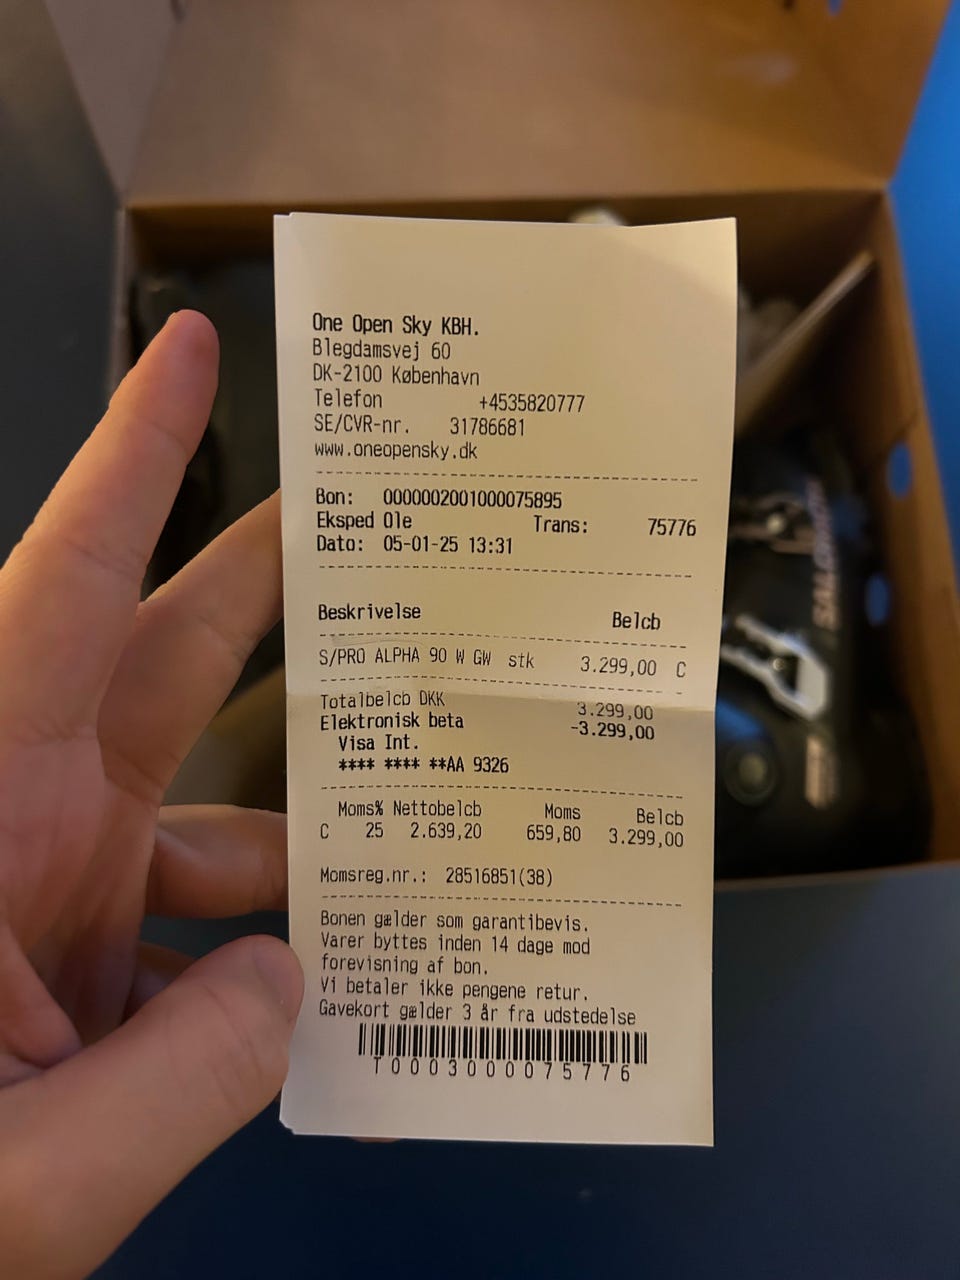 One Open Sky KBH.
Blegdamsvej 60
DK-2100 København
Telefon +4535820777
SE/CVR-nr. 31786681
www.oneopensky.dk
Bon: 0000002001000075895
Eksped Ole Trans: 75776
Dato: 05-01-25 13:31
Beskrivelse Belcb
S/PRO ALPHA 90 W GW stk 3.299,00 C
Totalbelcb DKK 3.299,00
Elektronisk beta -3.299,00
Visa Int.
**** **** **AA 9326
Moms% Nettobelcb Moms Belcb
C 25 2.639,20 659,80 3.299,00
Momsreg.nr.: 28516851(38)
Bonen gælder som garantibevis.
Varer byttes inden 14 dage mod
forevisning af bon.
Vi betaler ikke pengene retur.
Gavekort gælder 3 år fra udstedelse
T0003000075776
SALOMON